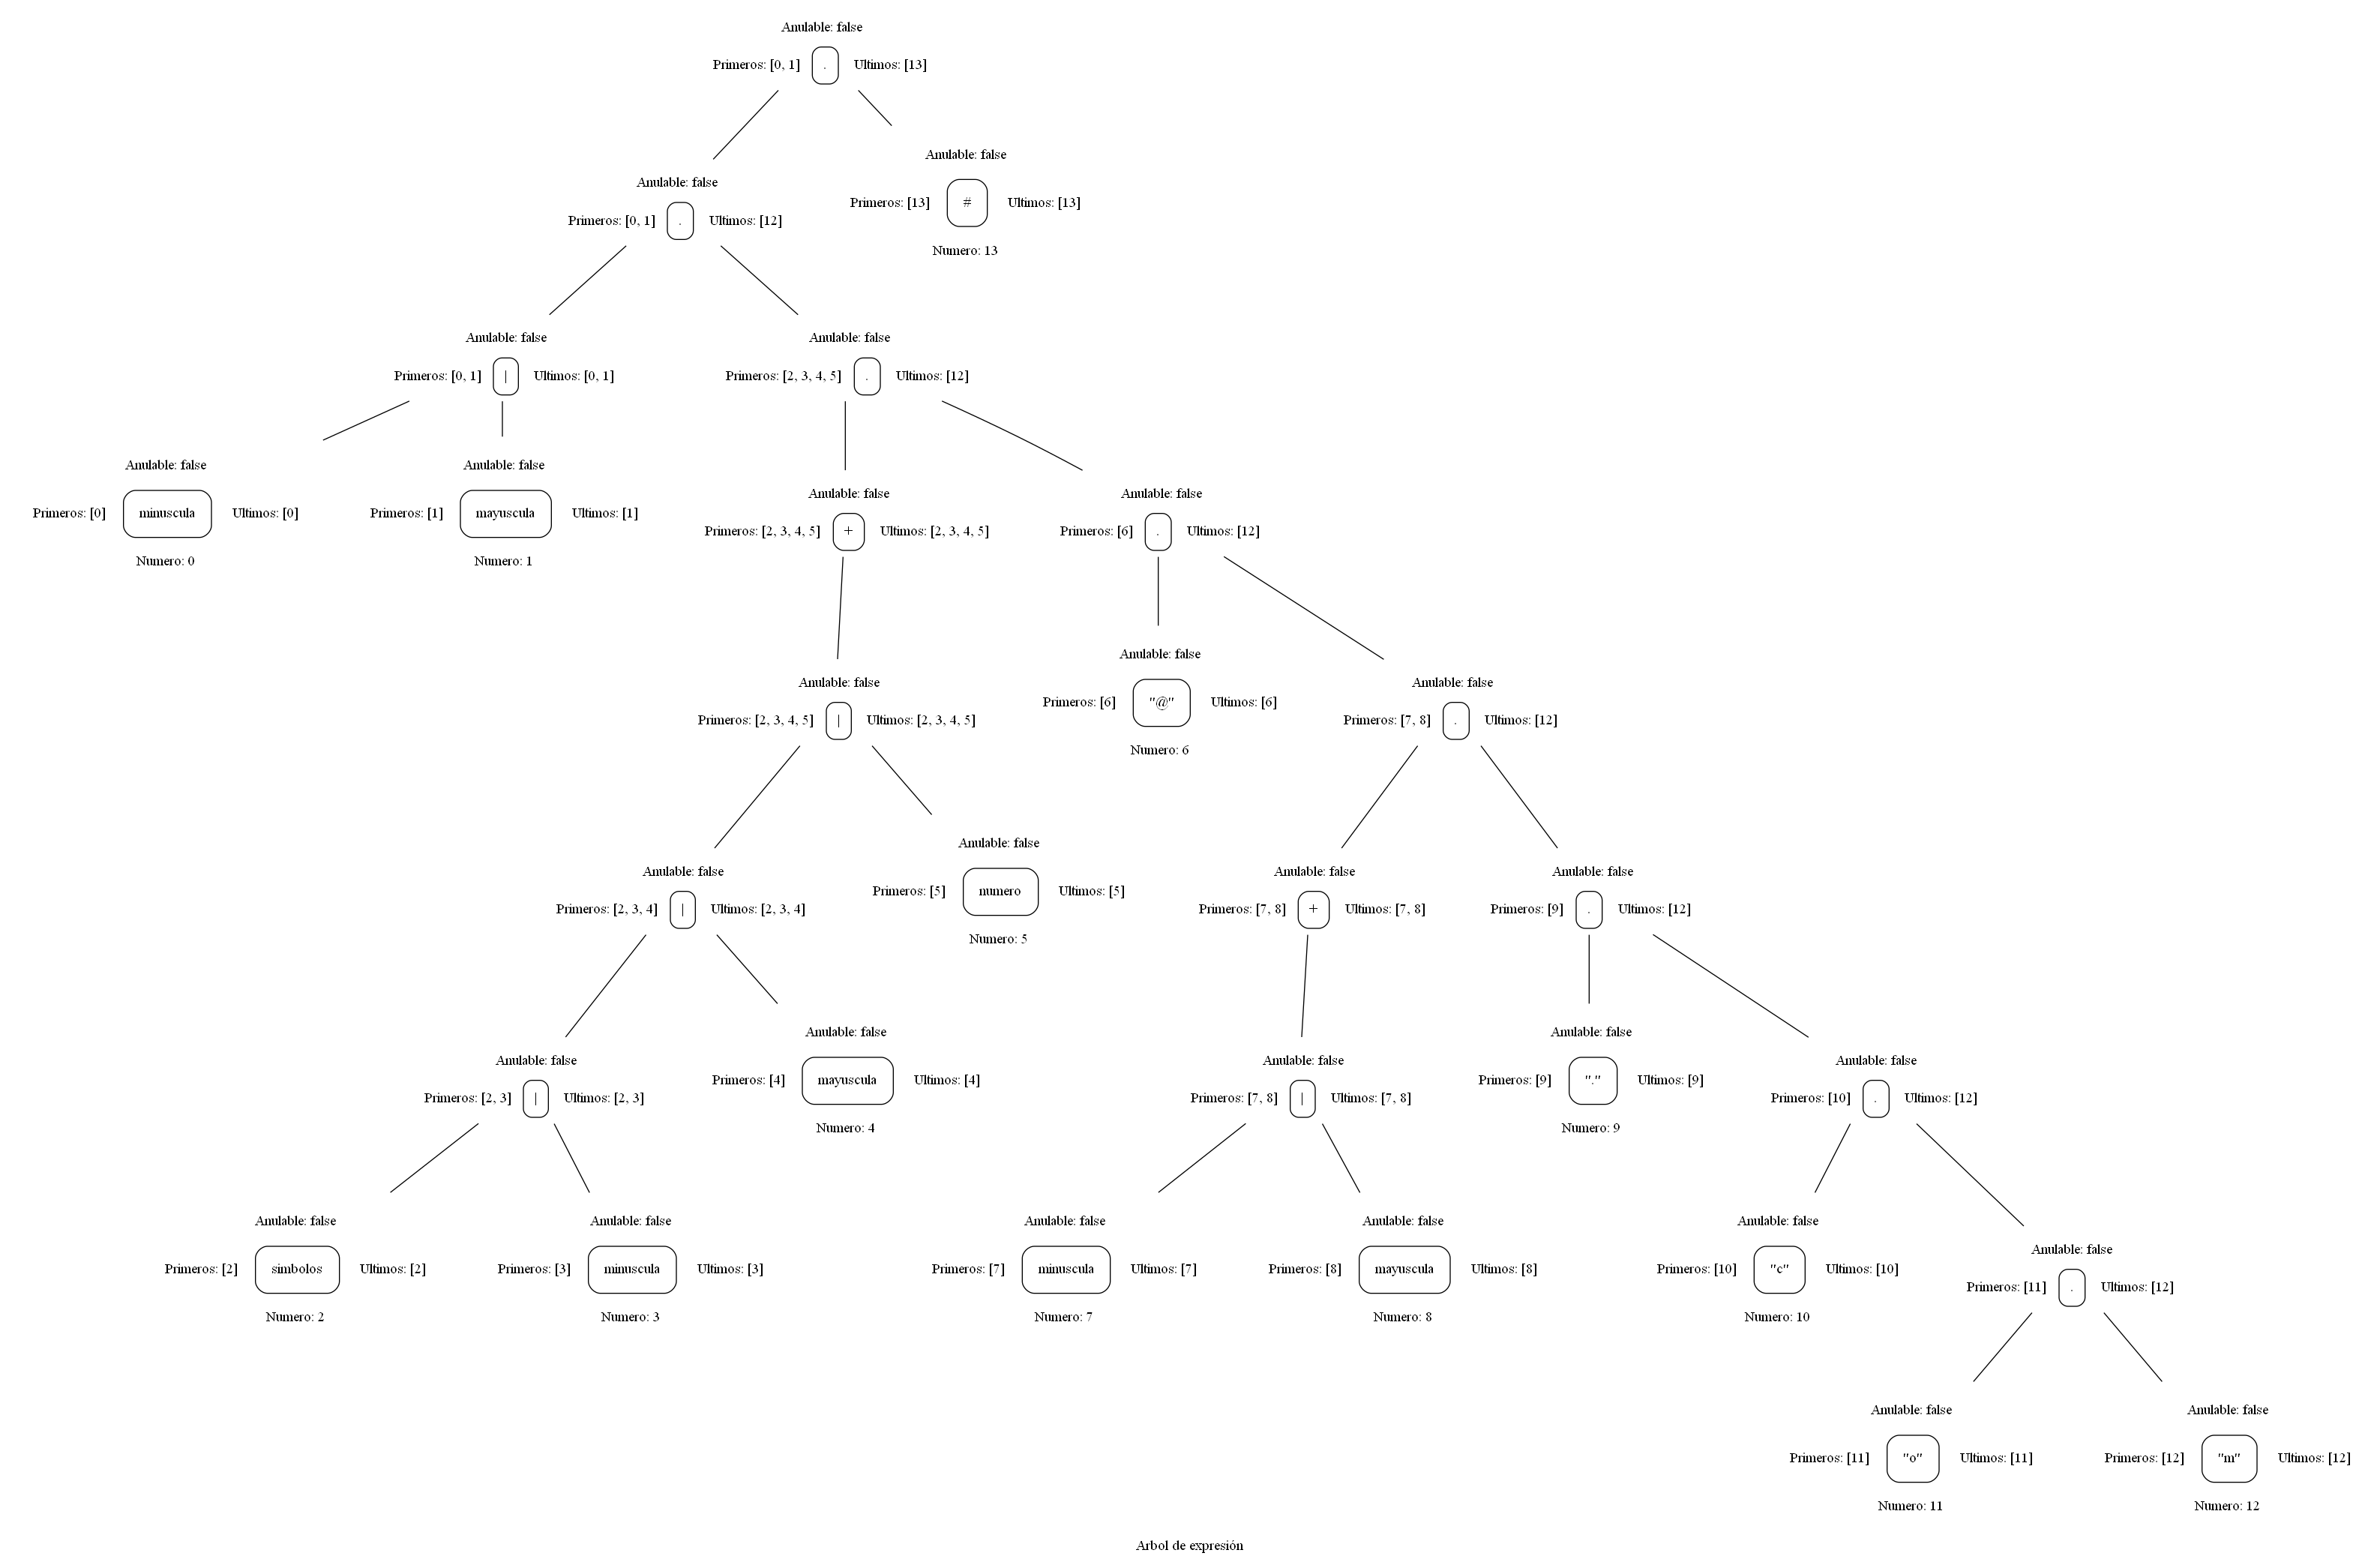 Anulable: false
Primeros: [0, 1] . Ultimos: [13]
Anulable: false
Primeros: [13] # Ultimos: [13]
Numero: 13
Anulable: false
Primeros: [0, 1] . Ultimos: [12]
Anulable: false
Primeros: [0, 1] | Ultimos: [0, 1]
Anulable: false
Primeros: [2, 3, 4, 5] . Ultimos: [12]
Anulable: false
Primeros: [0] minuscula Ultimos: [0]
Numero: 0
Anulable: false
Primeros: [1] mayuscula Ultimos: [1]
Numero: 1
Anulable: false
Primeros: [2, 3, 4, 5] + Ultimos: [2, 3, 4, 5]
Anulable: false
Primeros: [6] . Ultimos: [12]
Anulable: false
Primeros: [6] "@" Ultimos: [6]
Numero: 6
Anulable: false
Primeros: [2, 3, 4, 5] | Ultimos: [2, 3, 4, 5]
Anulable: false
Primeros: [7, 8] . Ultimos: [12]
Anulable: false
Primeros: [5] numero Ultimos: [5]
Numero: 5
Anulable: false
Primeros: [2, 3, 4] | Ultimos: [2, 3, 4]
Anulable: false
Primeros: [7, 8] + Ultimos: [7, 8]
Anulable: false
Primeros: [9] . Ultimos: [12]
Anulable: false
Primeros: [4] mayuscula Ultimos: [4]
Numero: 4
Anulable: false
Primeros: [9] "." Ultimos: [9]
Numero: 9
Anulable: false
Primeros: [2, 3] | Ultimos: [2, 3]
Anulable: false
Primeros: [7, 8] | Ultimos: [7, 8]
Anulable: false
Primeros: [10] . Ultimos: [12]
Anulable: false
Primeros: [2] simbolos Ultimos: [2]
Numero: 2
Anulable: false
Primeros: [3] minuscula Ultimos: [3]
Numero: 3
Anulable: false
Primeros: [7] minuscula Ultimos: [7]
Numero: 7
Anulable: false
Primeros: [8] mayuscula Ultimos: [8]
Numero: 8
Anulable: false
Primeros: [10] "c" Ultimos: [10]
Numero: 10
Anulable: false
Primeros: [11] . Ultimos: [12]
Anulable: false
Primeros: [11] "o" Ultimos: [11]
Numero: 11
Anulable: false
Primeros: [12] "m" Ultimos: [12]
Numero: 12
Arbol de expresión